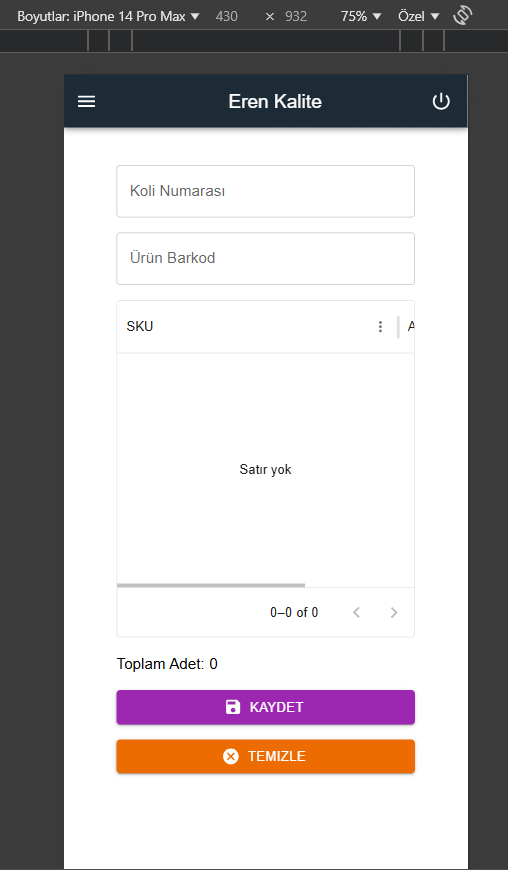 Boyutlar: iPhone 14 Pro Max 430 × 932 75% Özel
Eren Kalite
Koli Numarası
Ürün Barkod
SKU A
Satır yok
0–0 of 0
Toplam Adet: 0
KAYDET
TEMIZLE